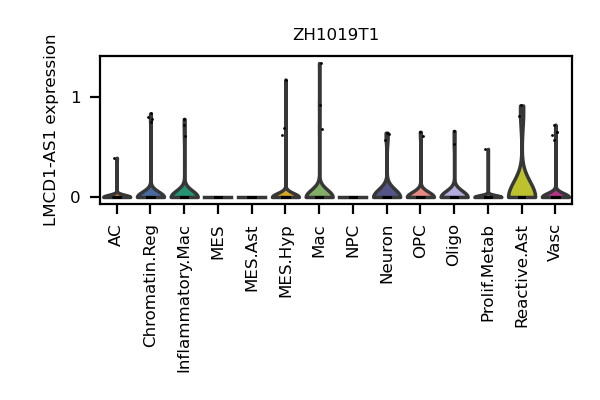 ZH1019T1
LMCD1-AS1 expression
1
0
AC
Chromatin.Reg
Inflammatory.Mac
MES
MES.Ast
MES.Hyp
Mac
NPC
Neuron
OPC
Oligo
Prolif.Metab
Reactive.Ast
Vasc